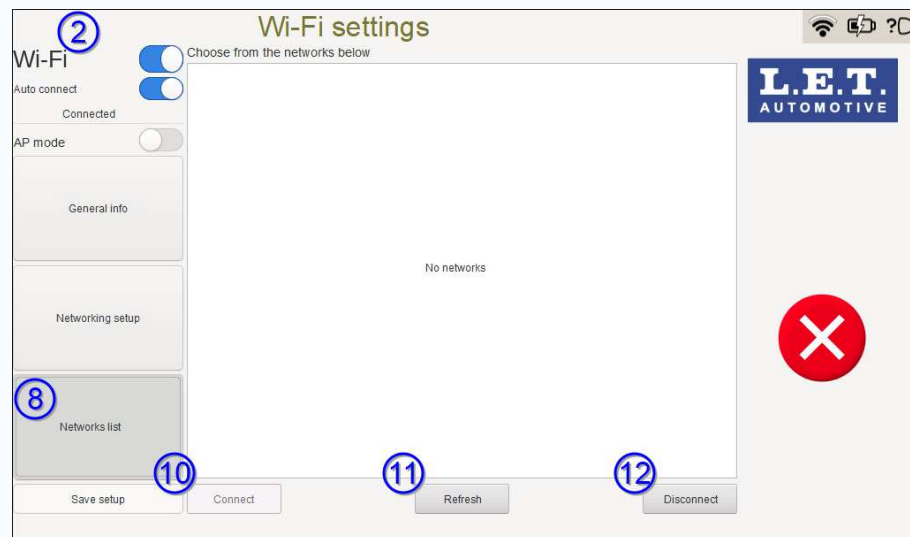 2
Wi-Fi settings
?
Wi-Fi
Choose from the networks below
L.E.T.
AUTOMOTIVE
Auto connect
Connected
AP mode
General info
No networks
Networking setup
8
Networks list
10
11
12
Save setup
Connect
Refresh
Disconnect